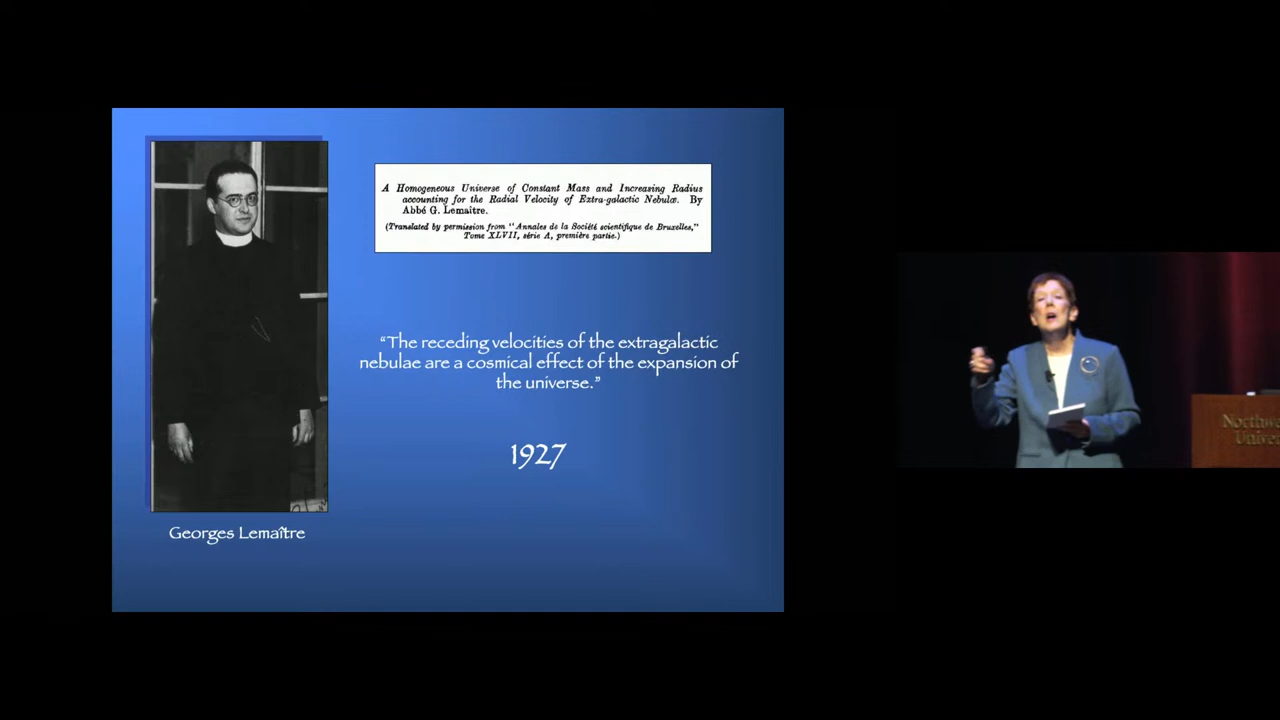 A Homogeneous Universe of Constant Mass and Increasing Radius
accounting for the Radial Velocity of Extra-galactic Nebulæ. By
Abbé G. Lemaître.
(Translated by permission from "Annales de la Société scientifique de Bruxelles,"
Tome XLVII, série A, première partie.)
“The receding velocities of the extragalactic
nebulae are a cosmical effect of the expansion of
the universe.”
1927
Georges Lemaître